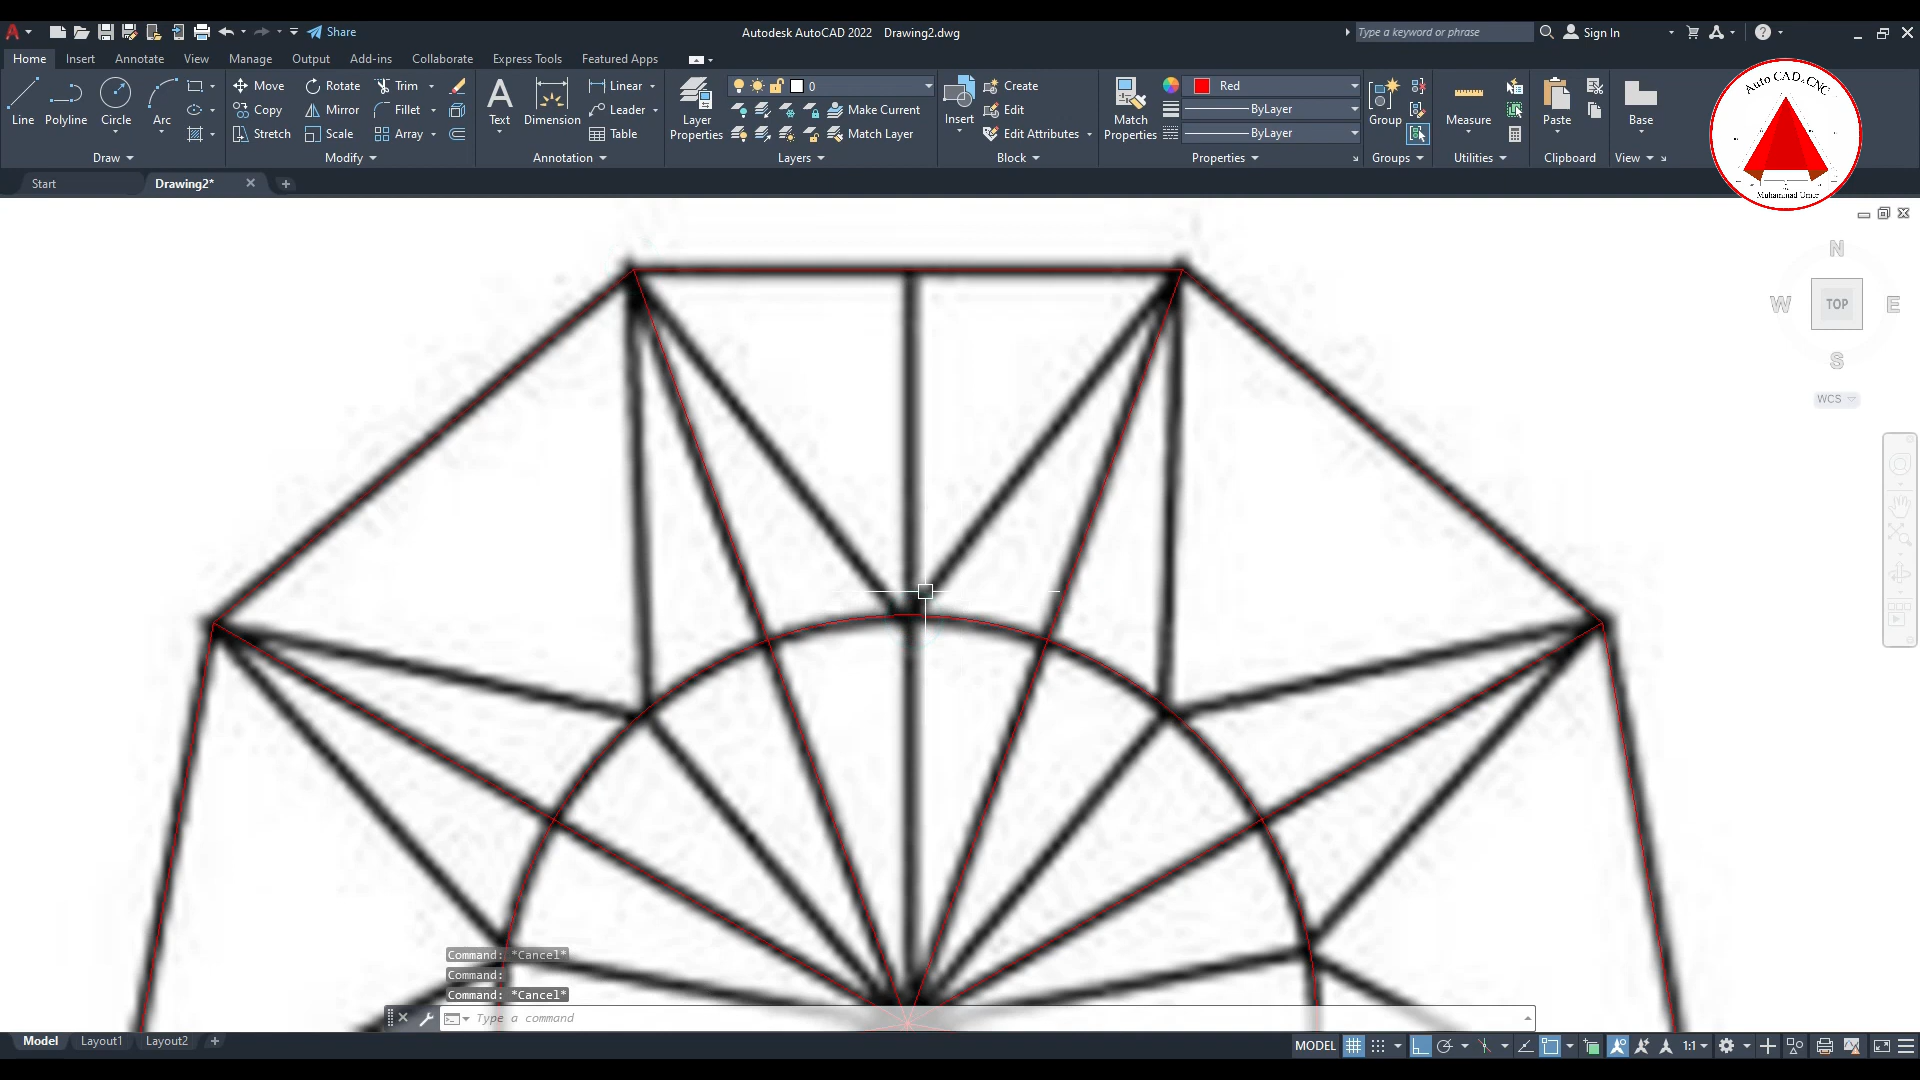 Share
Autodesk AutoCAD 2022 Drawing2.dwg
Type a keyword or phrase
Sign In
Home Insert Annotate View Manage Output Add-ins Collaborate Express Tools Featured Apps
Line Polyline Circle Arc
Move Rotate Trim
Copy Mirror Fillet
Stretch Scale Array
Text Dimension
Linear
Leader
Table
Layer Properties
0
Make Current
Match Layer
Insert
Create
Edit
Edit Attributes
Match Properties
Red
ByLayer
ByLayer
Group
Measure
Paste
Base
Draw Modify Annotation Layers Block Properties Groups Utilities Clipboard View
Auto CAD & CNC
Muhammad Umer
Start Drawing2*
N
W TOP E
S
WCS
Command: *Cancel*
Command:
Command: *Cancel*
Type a command
Model Layout1 Layout2
MODEL 1:1